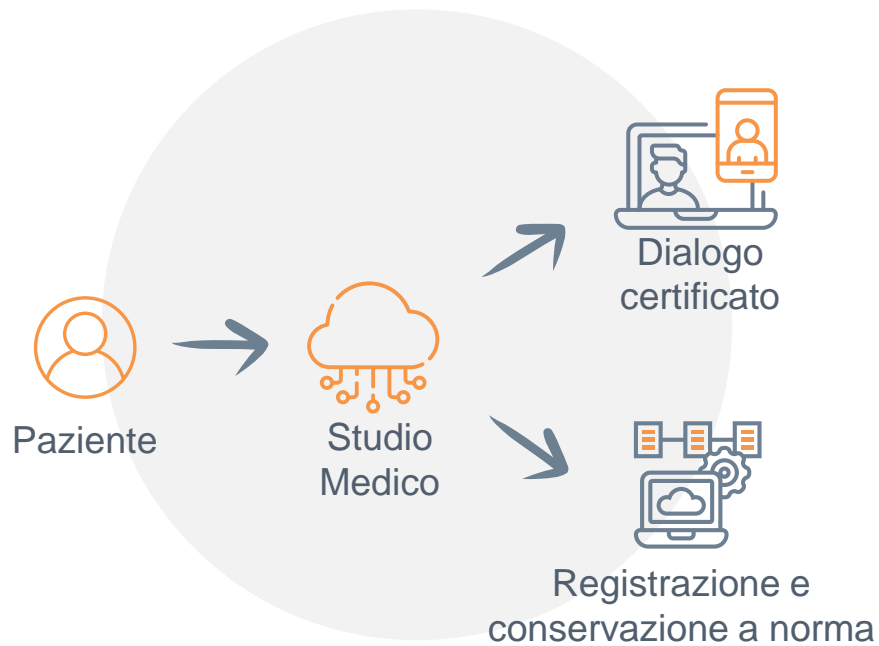 Paziente
Studio
Medico
Dialogo
certificato
Registrazione e
conservazione a norma